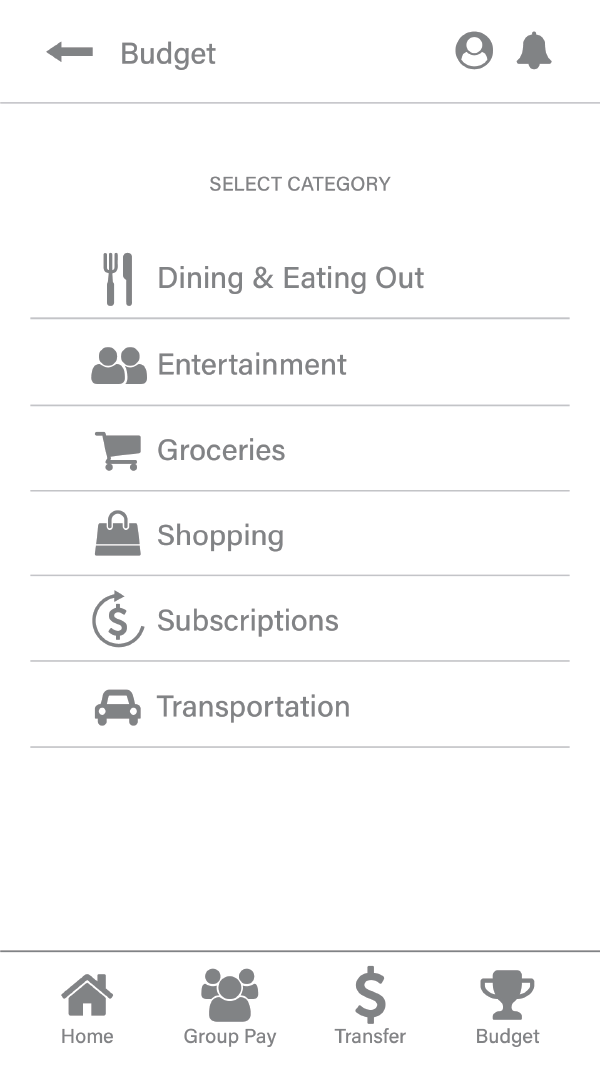 Budget
SELECT CATEGORY
Dining & Eating Out
Entertainment
Groceries
Shopping
$ Subscriptions
Transportation
$
Home Group Pay Transfer Budget